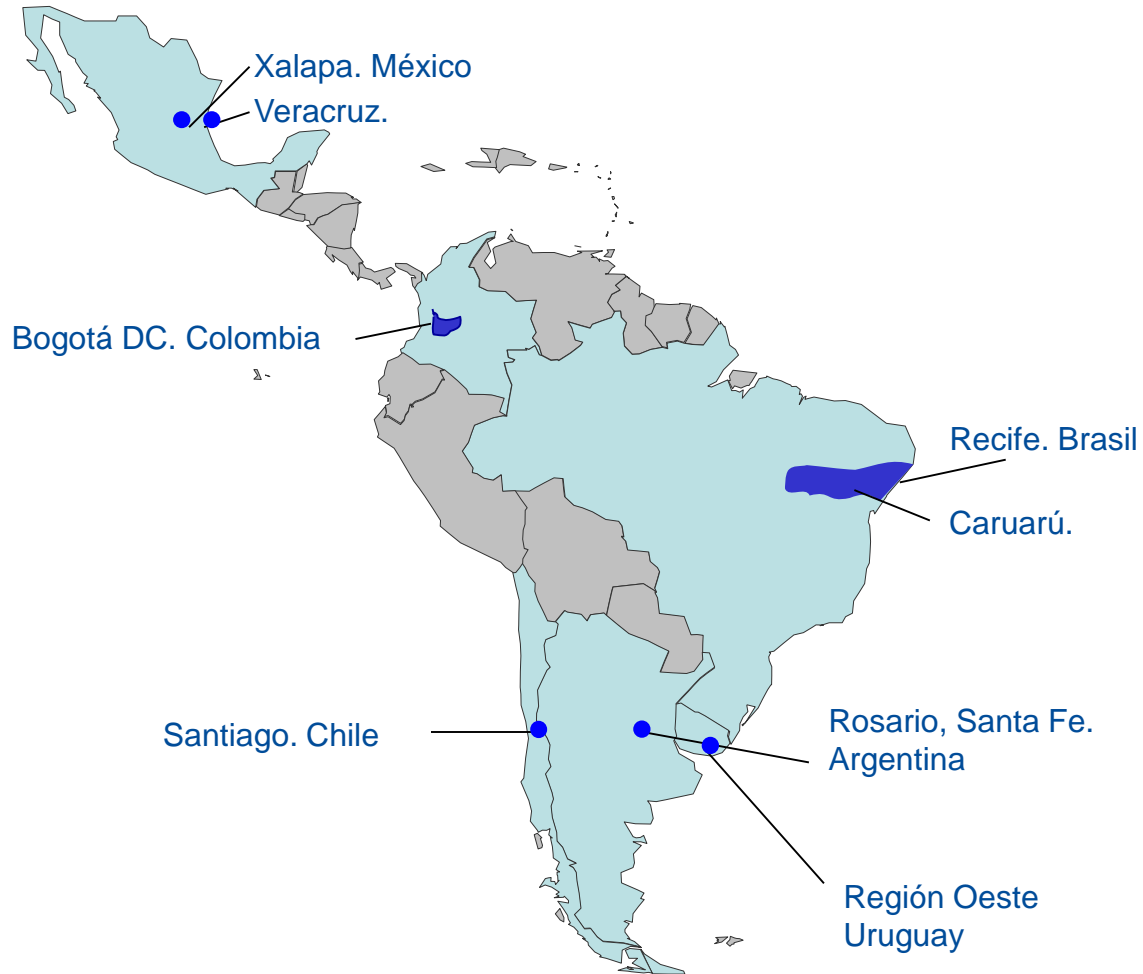 Xalapa. México
Veracruz.
Bogotá DC. Colombia
Recife. Brasil
Caruarú.
Santiago. Chile
Rosario, Santa Fe.
Argentina
Región Oeste
Uruguay